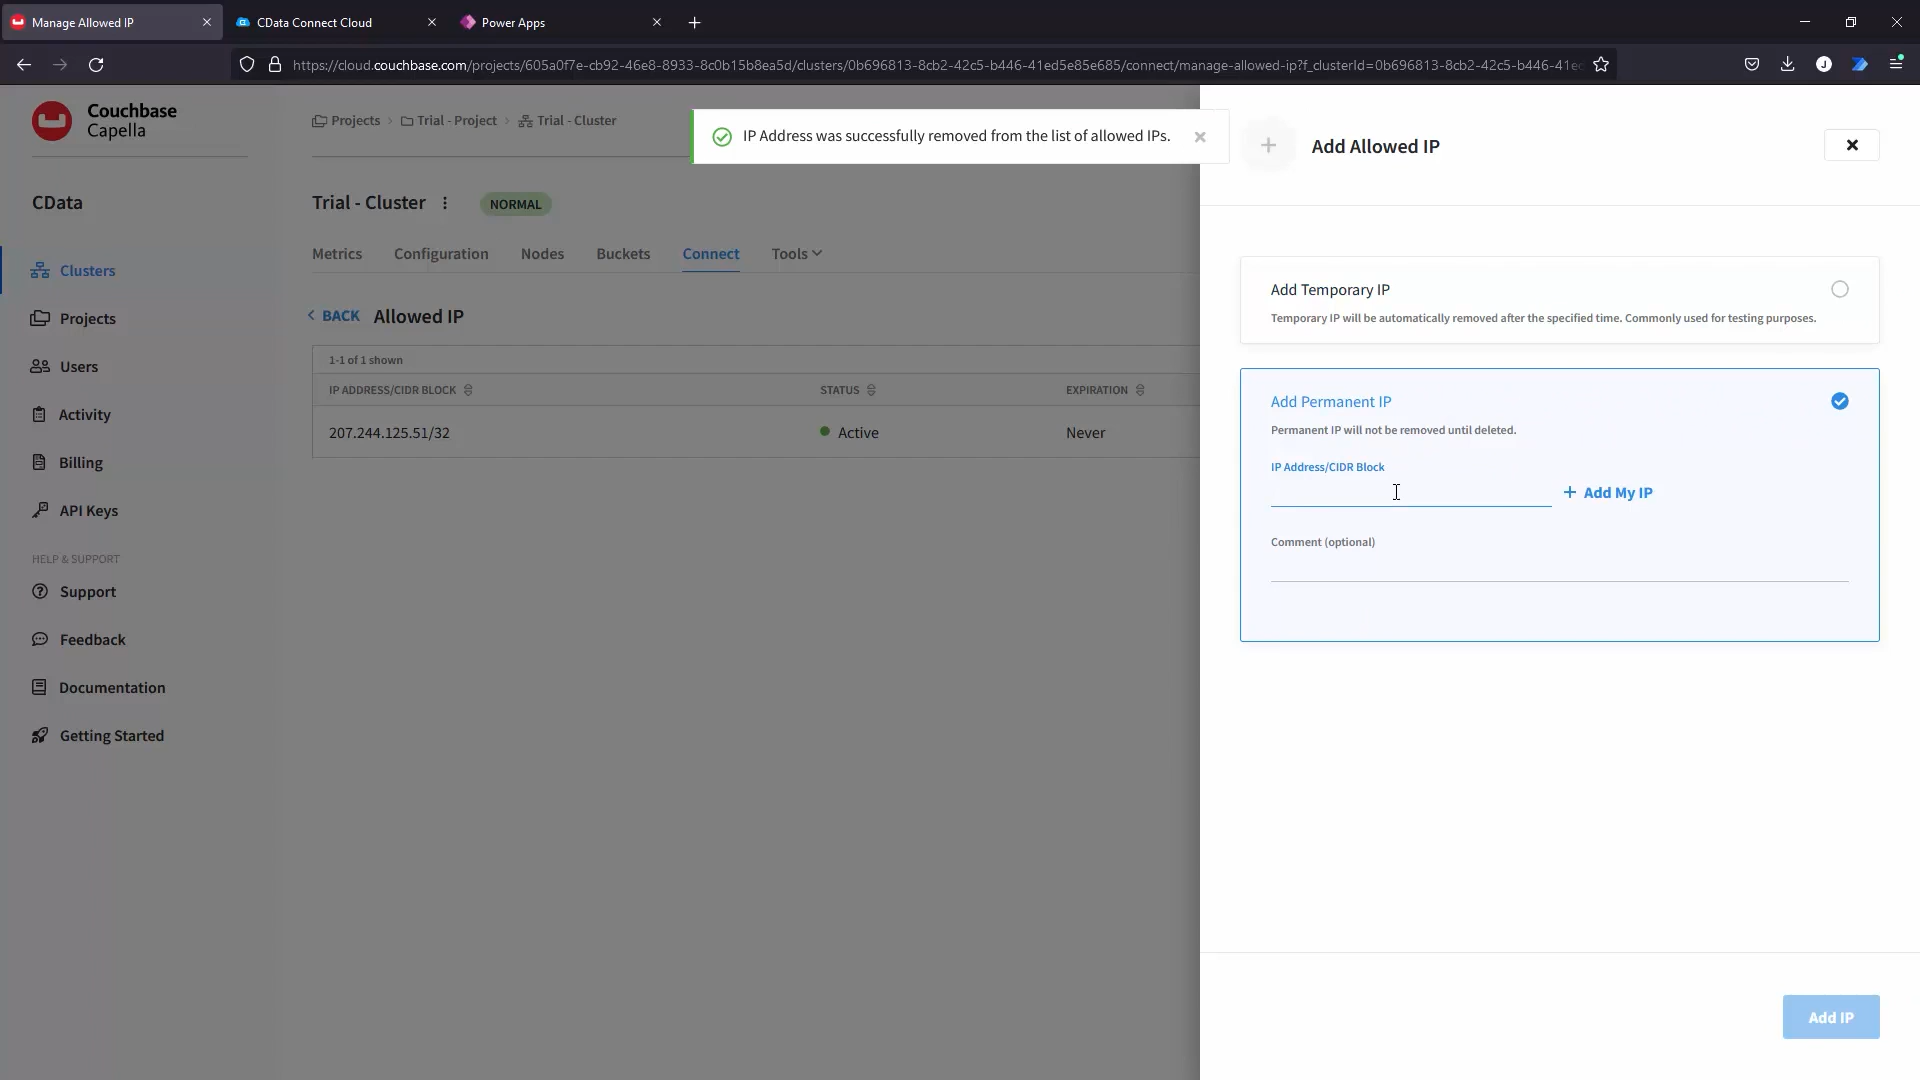 Manage Allowed IP
CData Connect Cloud
Power Apps
https://cloud.couchbase.com/projects/605a0f7e-cb92-46e8-8933-8c0b15b8ea5d/clusters/0b696813-8cb2-42c5-b446-41ed5e85e685/connect/manage-allowed-ip?f_clusterId=0b696813-8cb2-42c5-b446-41ec
J
Couchbase
Capella
Projects > Trial - Project > Trial - Cluster
IP Address was successfully removed from the list of allowed IPs.
Add Allowed IP
CData
Trial - Cluster
NORMAL
Clusters
Projects
Users
Activity
Billing
API Keys
HELP & SUPPORT
Support
Feedback
Documentation
Getting Started
Metrics Configuration Nodes Buckets Connect Tools
BACK Allowed IP
1-1 of 1 shown
IP ADDRESS/CIDR BLOCK STATUS EXPIRATION
207.244.125.51/32 Active Never
Add Temporary IP
Temporary IP will be automatically removed after the specified time. Commonly used for testing purposes.
Add Permanent IP
Permanent IP will not be removed until deleted.
IP Address/CIDR Block
+ Add My IP
Comment (optional)
Add IP